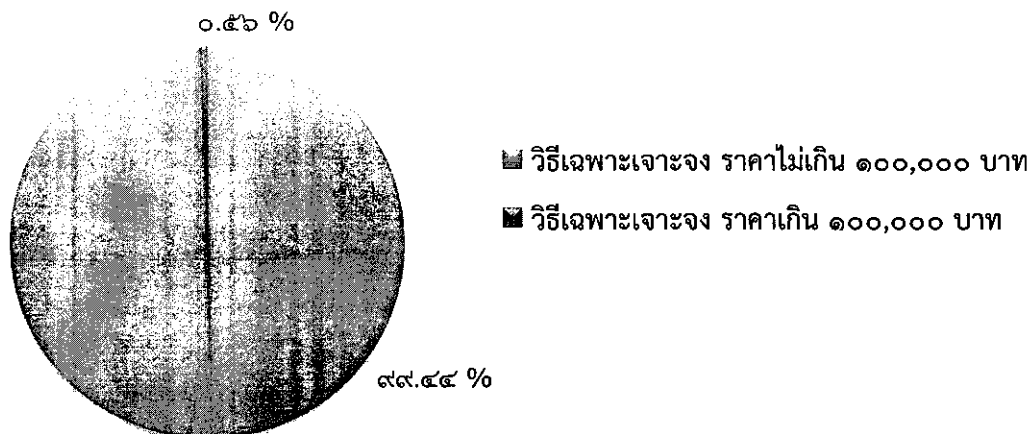 ๐.๕๖ %
วิธีเฉพาะเจาะจง ราคาไม่เกิน ๑๐๐,๐๐๐ บาท
วิธีเฉพาะเจาะจง ราคาเกิน ๑๐๐,๐๐๐ บาท
๙๙.๔๔ %